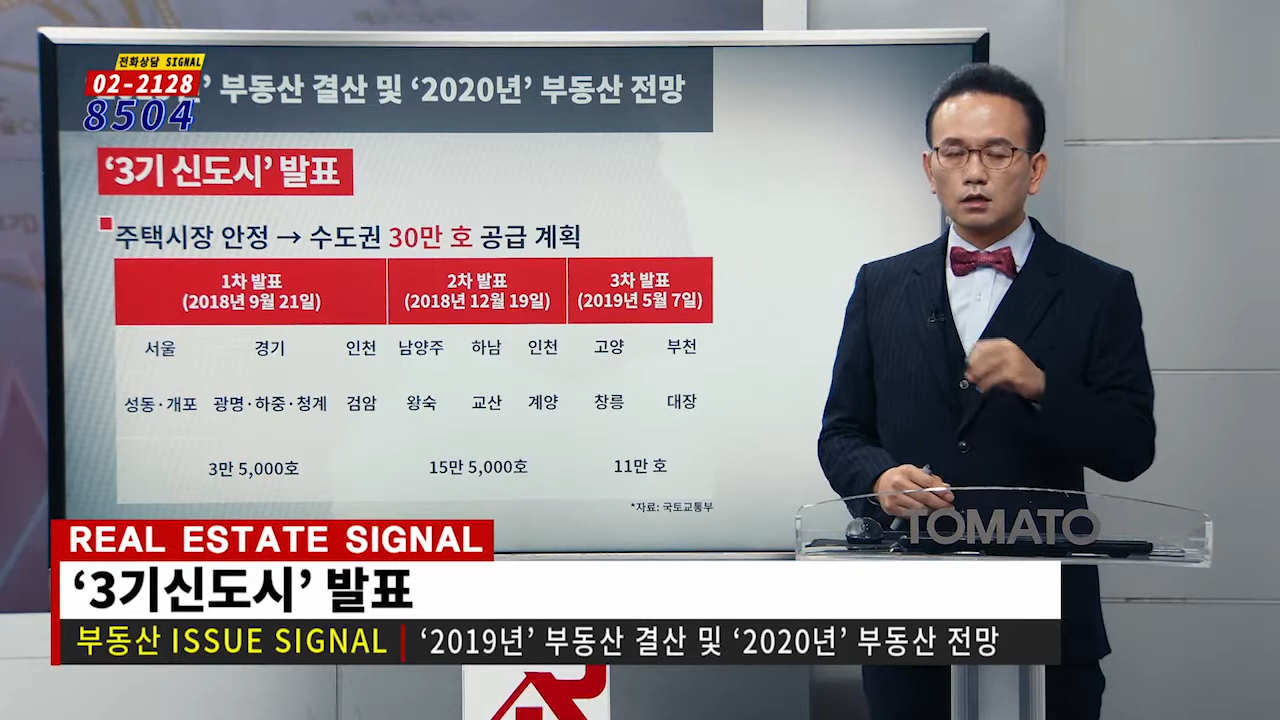 전화상담 SIGNAL
02-2128
8504
’ 부동산 결산 및 ‘2020년’ 부동산 전망
‘3기 신도시’ 발표
주택시장 안정 → 수도권 30만 호 공급 계획
1차 발표 2차 발표 3차 발표
(2018년 9월 21일) (2018년 12월 19일) (2019년 5월 7일)
서울 경기 인천 남양주 하남 인천 고양 부천
성동·개포 광명·하중·청계 검암 왕숙 교산 계양 창릉 대장
3만 5,000호 15만 5,000호 11만 호
*자료: 국토교통부
TOMATO
REAL ESTATE SIGNAL
‘3기신도시’ 발표
부동산 ISSUE SIGNAL ‘2019년’ 부동산 결산 및 ‘2020년’ 부동산 전망